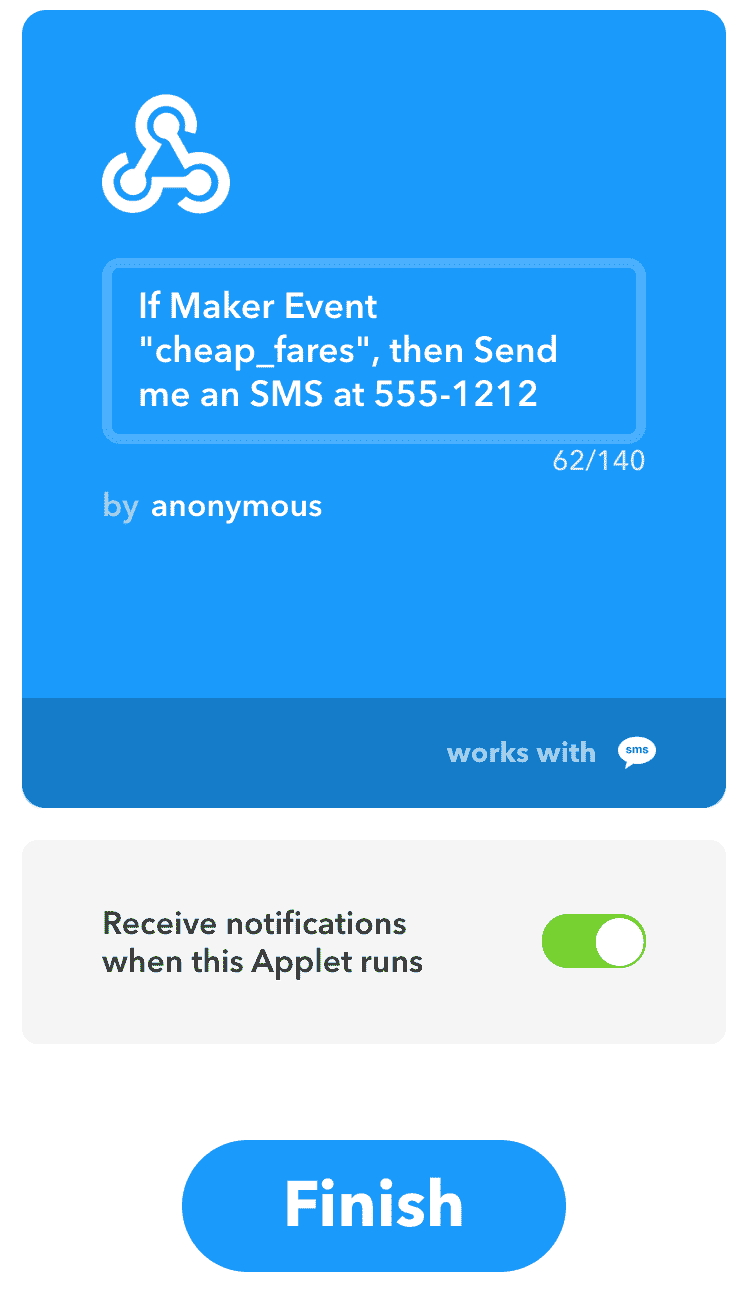 If Maker Event
"cheap_fares", then Send
me an SMS at 555-1212
62/140
by anonymous
works with sms
Receive notifications
when this Applet runs
Finish